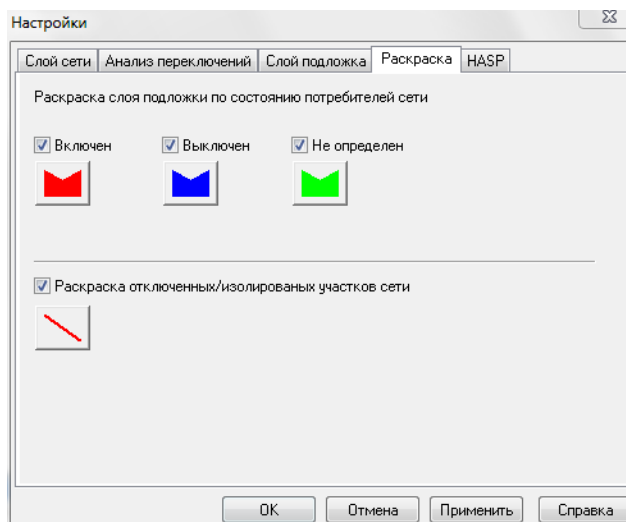 Настройки
Слой сети Анализ переключений Слой подложка Раскраска HASP
Раскраска слоя подложки по состоянию потребителей сети
Включен Выключен Не определен
Раскраска отключенных/изолированых участков сети
OK Отмена Применить Справка